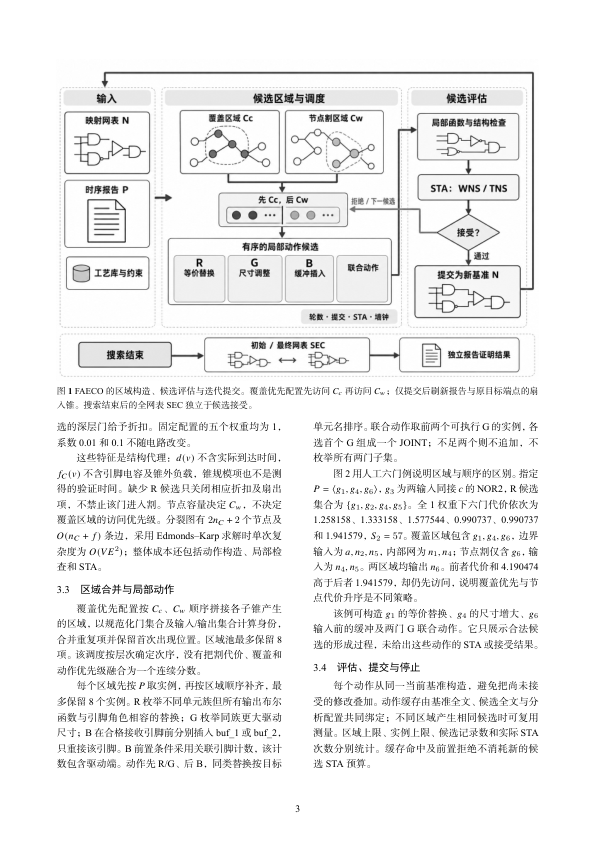 输入
映射网表 N
时序报告 P
工艺库与约束
候选区域与调度
覆盖区域 Cc
节点割区域 Cw
先 Cc，后 Cw
有序的局部动作候选
R
等价替换
G
尺寸调整
B
缓冲插入
联合动作
轮数 · 提交 · STA · 墙钟
拒绝 / 下一候选
候选评估
局部函数与结构检查
STA：WNS / TNS
接受？
通过
提交为新基准 N
搜索结束
初始 / 最终网表 SEC
独立报告证明结果
图 1 FAECO 的区域构造、候选评估与迭代提交。覆盖优先配置先访问 Cc 再访问 Cw；仅提交后刷新报告与原目标端点的扇
入锥。搜索结束后的全网表 SEC 独立于候选接受。
选的深层门给予折扣。固定配置的五个权重均为 1，
系数 0.01 和 0.1 不随电路改变。
这些特征是结构代理：d(v) 不含实际到达时间，
fC(v) 不含引脚电容及锥外负载，锥规模项也不是测
得的验证时间。缺少 R 候选只关闭相应折扣及扇出
项，不禁止该门进入割。节点容量决定 Cw，不决定
覆盖区域的访问优先级。分裂图有 2nC + 2 个节点及
O(nC + f) 条边，采用 Edmonds–Karp 求解时单次复
杂度为 O(VE²)；整体成本还包括动作构造、局部检
查和 STA。
3.3 区域合并与局部动作
覆盖优先配置按 Cc、Cw 顺序拼接各子锥产生
的区域，以规范化门集合及输入/输出集合计算身份，
合并重复项并保留首次出现位置。区域池最多保留 8
项。该调度按层次确定次序，没有把割代价、覆盖和
动作优先级融合为一个连续分数。
每个区域先按 P 取实例，再按区域顺序补齐，最
多保留 8 个实例。R 枚举不同单元族但所有输出布尔
函数与引脚角色相容的替换；G 枚举同族更大驱动
尺寸；B 在合格接收引脚前分别插入 buf_1 或 buf_2，
只重接该引脚。B 前置条件采用关联引脚计数，该计
数包含驱动端。动作先 R/G、后 B，同类替换按目标
单元名排序。联合动作取前两个可执行 G 的实例，各
选首个 G 组成一个 JOINT；不足两个则不追加，不
枚举所有两门子集。
图 2 用人工六门例说明区域与顺序的区别。指定
P = ⟨g1, g4, g6⟩，g3 为两输入同接 c 的 NOR2，R 候选
集合为 {g1, g2, g4, g5}。全 1 权重下六门代价依次为
1.258158、1.333158、1.577544、0.990737、0.990737
和 1.941579，S2 = 57。覆盖区域包含 g1, g4, g6，边界
输入为 a, n2, n5，内部网为 n1, n4；节点割仅含 g6，输
入为 n4, n5。两区域均输出 n6。前者代价和 4.190474
高于后者 1.941579，却仍先访问，说明覆盖优先与节
点代价升序是不同策略。
该例可构造 g1 的等价替换、g4 的尺寸增大、g6
输入前的缓冲及两门 G 联合动作。它只展示合法候
选的形成过程，未给出这些动作的 STA 或接受结果。
3.4 评估、提交与停止
每个动作从同一当前基准构造，避免把尚未接
受的修改叠加。动作缓存由基准全文、候选全文与分
析配置共同绑定；不同区域产生相同候选时可复用
测量。区域上限、实例上限、候选记录数和实际 STA
次数分别统计。缓存命中及前置拒绝不消耗新的候
选 STA 预算。
3